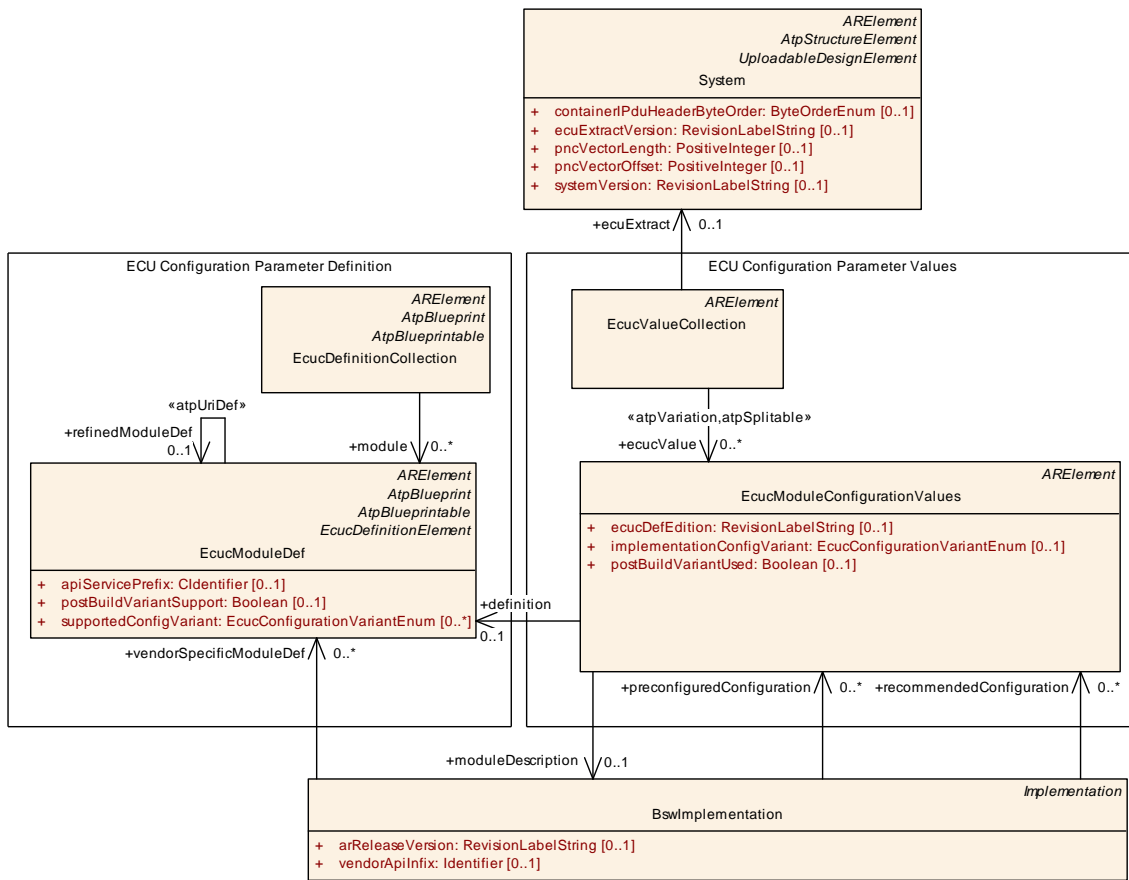 ARElement
AtpStructureElement
UploadableDesignElement
System
+ containerIPduHeaderByteOrder: ByteOrderEnum [0..1]
+ ecuExtractVersion: RevisionLabelString [0..1]
+ pncVectorLength: PositiveInteger [0..1]
+ pncVectorOffset: PositiveInteger [0..1]
+ systemVersion: RevisionLabelString [0..1]
+ecuExtract 0..1
ECU Configuration Parameter Definition
ARElement
AtpBlueprint
AtpBlueprintable
EcucDefinitionCollection
«atpUriDef»
+refinedModuleDef
0..1
+module 0..*
ARElement
AtpBlueprint
AtpBlueprintable
EcucDefinitionElement
EcucModuleDef
+ apiServicePrefix: CIdentifier [0..1]
+ postBuildVariantSupport: Boolean [0..1]
+ supportedConfigVariant: EcucConfigurationVariantEnum [0..*]
+vendorSpecificModuleDef 0..*
ECU Configuration Parameter Values
ARElement
EcucValueCollection
«atpVariation,atpSplitable»
+ecucValue 0..*
ARElement
EcucModuleConfigurationValues
+ ecucDefEdition: RevisionLabelString [0..1]
+ implementationConfigVariant: EcucConfigurationVariantEnum [0..1]
+ postBuildVariantUsed: Boolean [0..1]
+definition
0..1
+preconfiguredConfiguration 0..*
+recommendedConfiguration 0..*
+moduleDescription 0..1
Implementation
BswImplementation
+ arReleaseVersion: RevisionLabelString [0..1]
+ vendorApiInfix: Identifier [0..1]